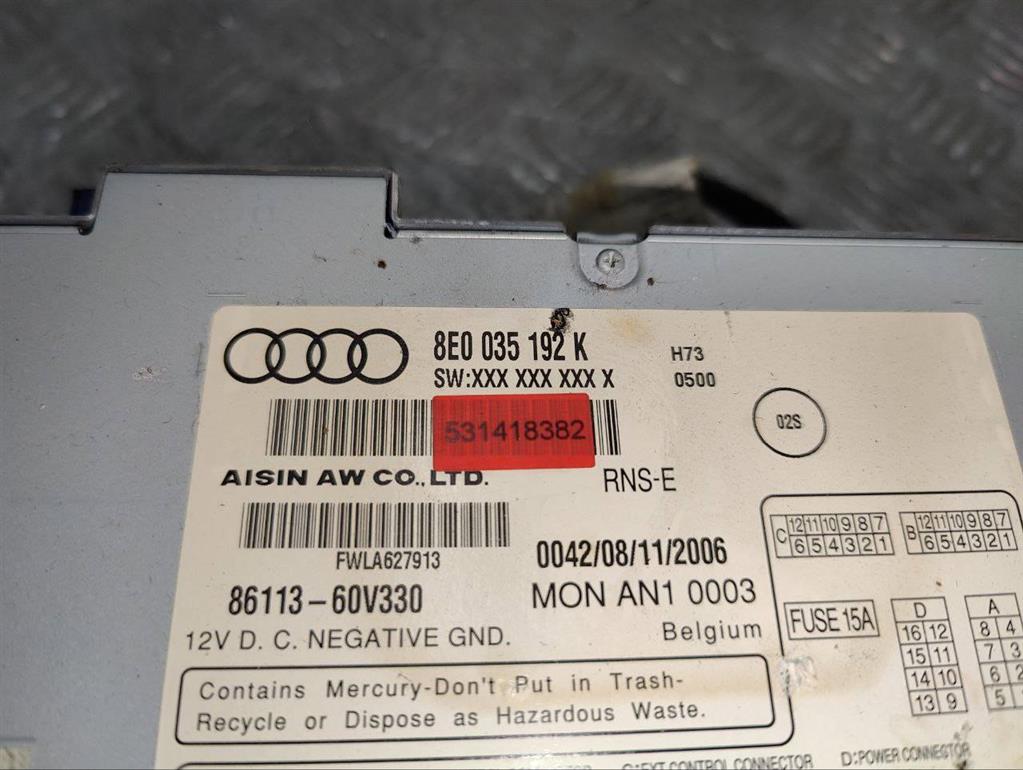 8E0 035 192 K
SW:XXX XXX XXX X
H73
0500
02S
531418382
AISIN AW CO.,LTD.
RNS-E
FWLA627913
0042/08/11/2006
86113-60V330
MON AN1 0003
12V D. C. NEGATIVE GND.
Belgium
C 12 11 10 9 8 7
6 5 4 3 2 1
B 12 11 10 9 8 7
6 5 4 3 2 1
FUSE 15A
D
16 12
15 11
14 10
13 9
A
8 4
7 3
6 2
5 1
Contains Mercury-Don't Put in Trash-
Recycle or Dispose as Hazardous Waste.
C:EXT.CONTROL CONNECTOR
D:POWER CONNECTOR